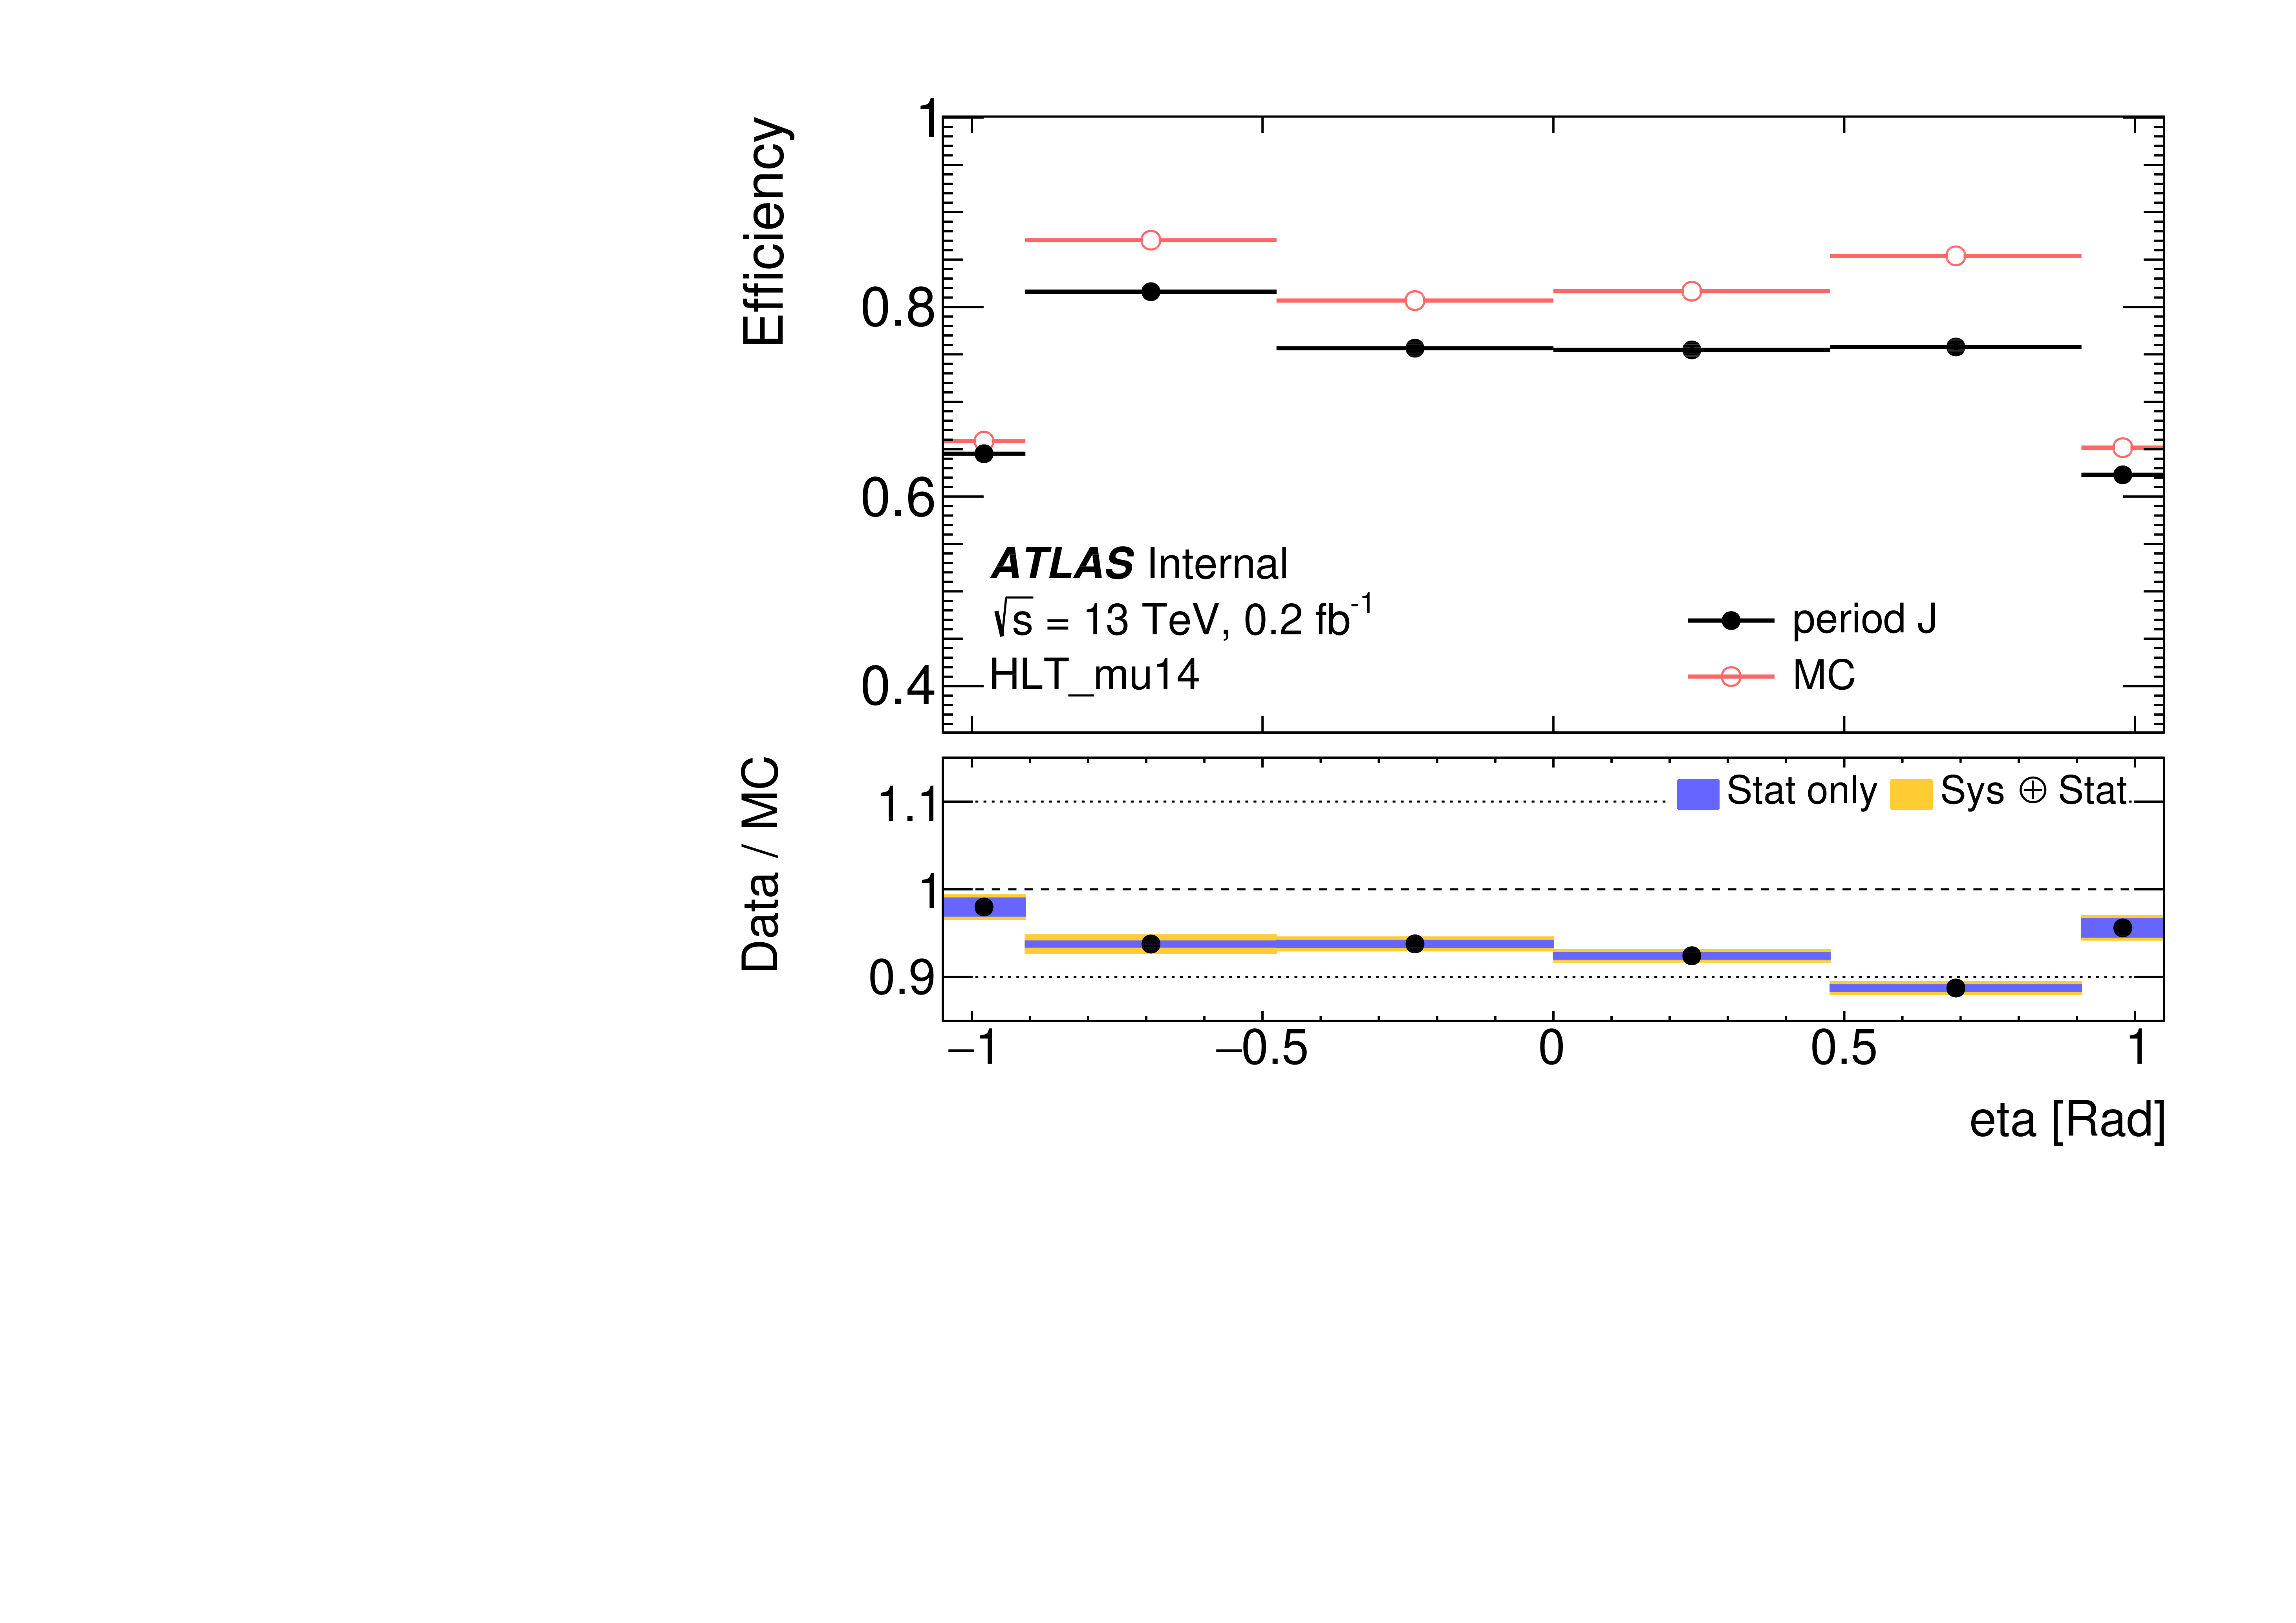 Efficiency
1
0.8
0.6
0.4
ATLAS Internal
√s = 13 TeV, 0.2 fb⁻¹
HLT_mu14
period J
MC
Data / MC
1.1
1
0.9
Stat only
Sys ⊕ Stat
−1 −0.5 0 0.5 1
eta [Rad]